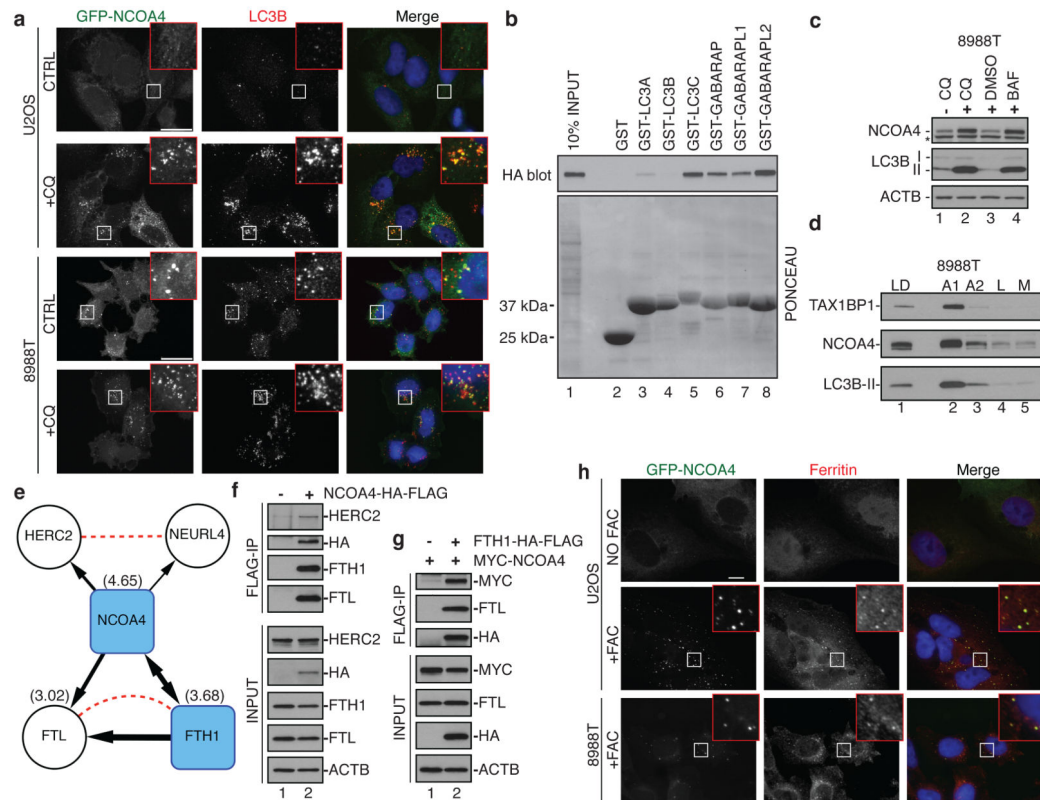 a
GFP-NCOA4 LC3B Merge
U2OS
CTRL
+CQ
8988T
CTRL
+CQ
b
10% INPUT
GST
GST-LC3A
GST-LC3B
GST-LC3C
GST-GABARAP
GST-GABARAPL1
GST-GABARAPL2
HA blot
37 kDa-
25 kDa-
PONCEAU
1 2 3 4 5 6 7 8
c
8988T
- CQ
+ CQ
+ DMSO
+ BAF
NCOA4 -
*-
LC3B I -
II -
ACTB -
1 2 3 4
d
8988T
LD A1 A2 L M
TAX1BP1-
NCOA4-
LC3B-II-
1 2 3 4 5
e
HERC2 NEURL4
(4.65)
NCOA4
(3.02) (3.68)
FTL FTH1
f
- + NCOA4-HA-FLAG
FLAG-IP
-HERC2
-HA
-FTH1
-FTL
INPUT
-HERC2
-HA
-FTH1
-FTL
-ACTB
1 2
g
- + FTH1-HA-FLAG
+ + MYC-NCOA4
FLAG-IP
-MYC
-FTL
-HA
INPUT
-MYC
-FTL
-HA
-ACTB
1 2
h
GFP-NCOA4 Ferritin Merge
U2OS
NO FAC
+FAC
8988T
+FAC